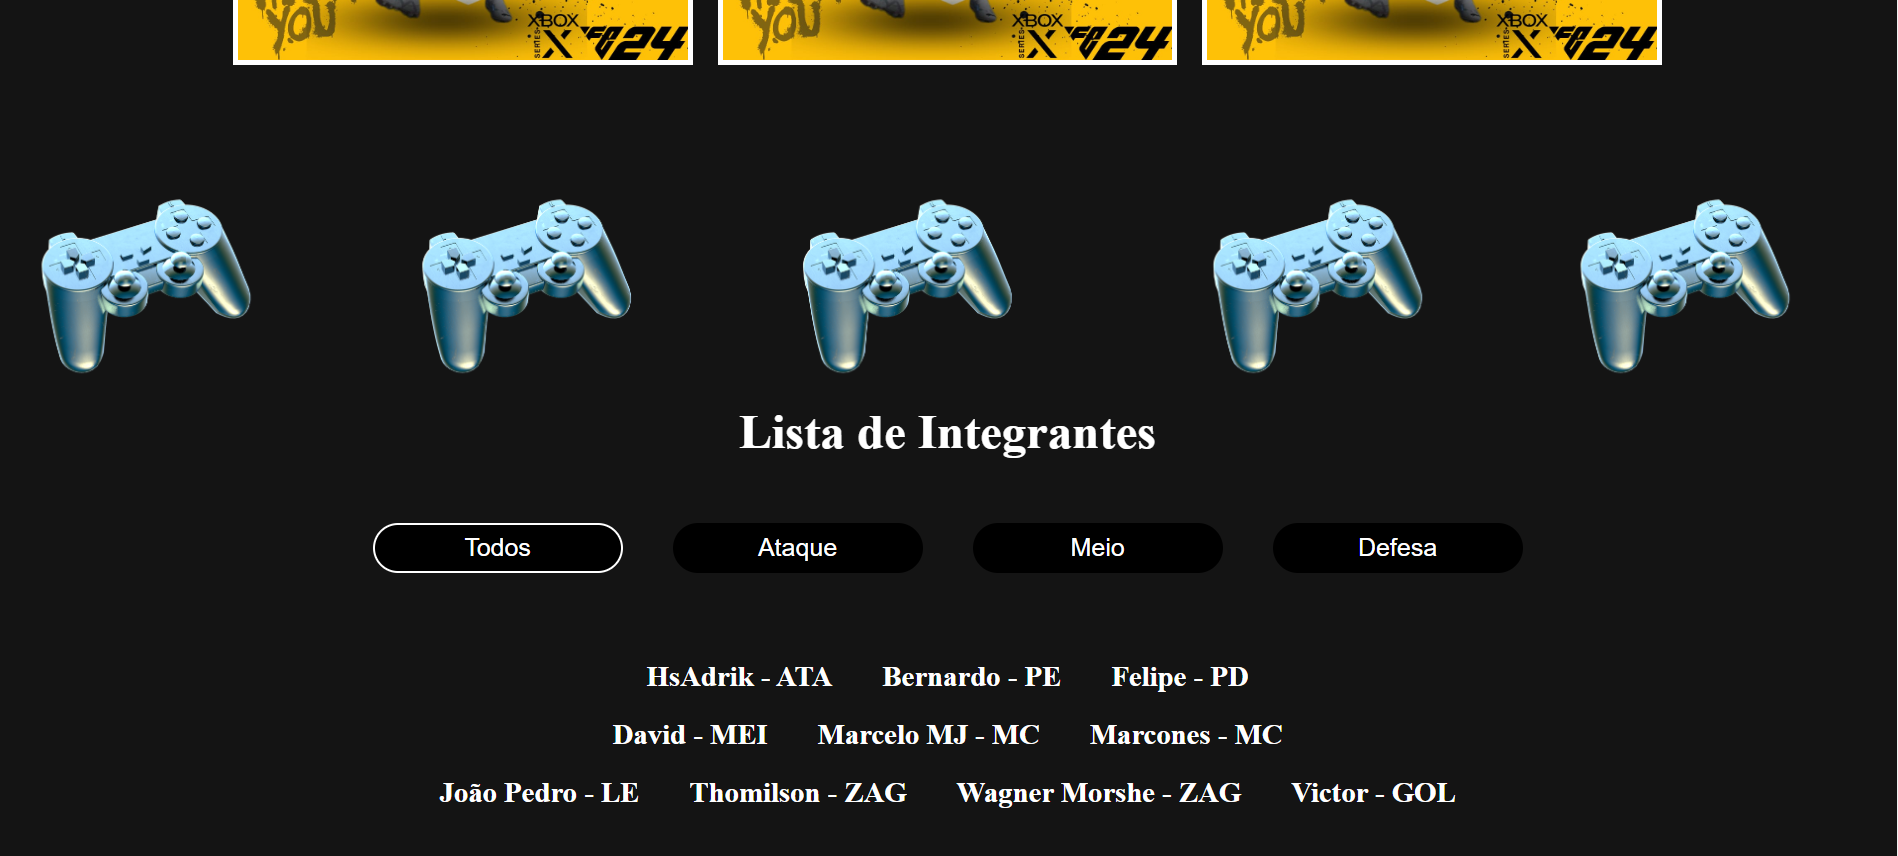 YOU XBOX SERIES X FC 24 YOU XBOX SERIES X FC 24 YOU XBOX SERIES X FC 24
Lista de Integrantes
Todos Ataque Meio Defesa
HsAdrik - ATA Bernardo - PE Felipe - PD
David - MEI Marcelo MJ - MC Marcones - MC
João Pedro - LE Thomilson - ZAG Wagner Morshe - ZAG Victor - GOL